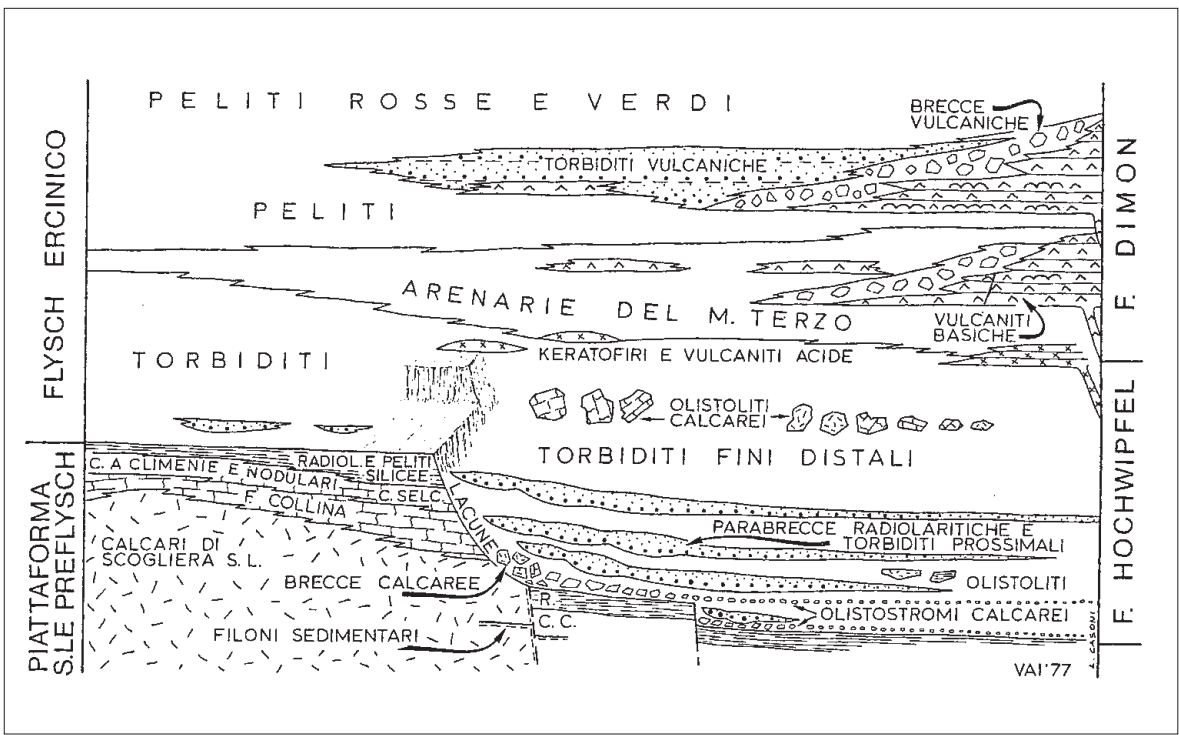 PELITI ROSSE E VERDI
BRECCE
VULCANICHE
TORBIDITI VULCANICHE
PELITI
ARENARIE DEL M. TERZO
VULCANITI
BASICHE
KERATOFIRI E VULCANITI ACIDE
TORBIDITI
OLISTOLITI
CALCAREI
TORBIDITI FINI DISTALI
RADIOL. E PELITI
SILICEE
C. A CLIMENIE E NODULARI
C. SELC.
F. COLLINA
LACUNE
PARABRECCE RADIOLARITICHE E
TORBIDITI PROSSIMALI
CALCARI DI
SCOGLIERA S.L.
BRECCE CALCAREE
OLISTOLITI
R.
C. C.
OLISTOSTROMI CALCAREI
FILONI SEDIMENTARI
VAI '77
FLYSCH ERCINICO
PIATTAFORMA
S.LE PREFLYSCH
F. DIMON
F. HOCHWIPFEL
L. CASONI